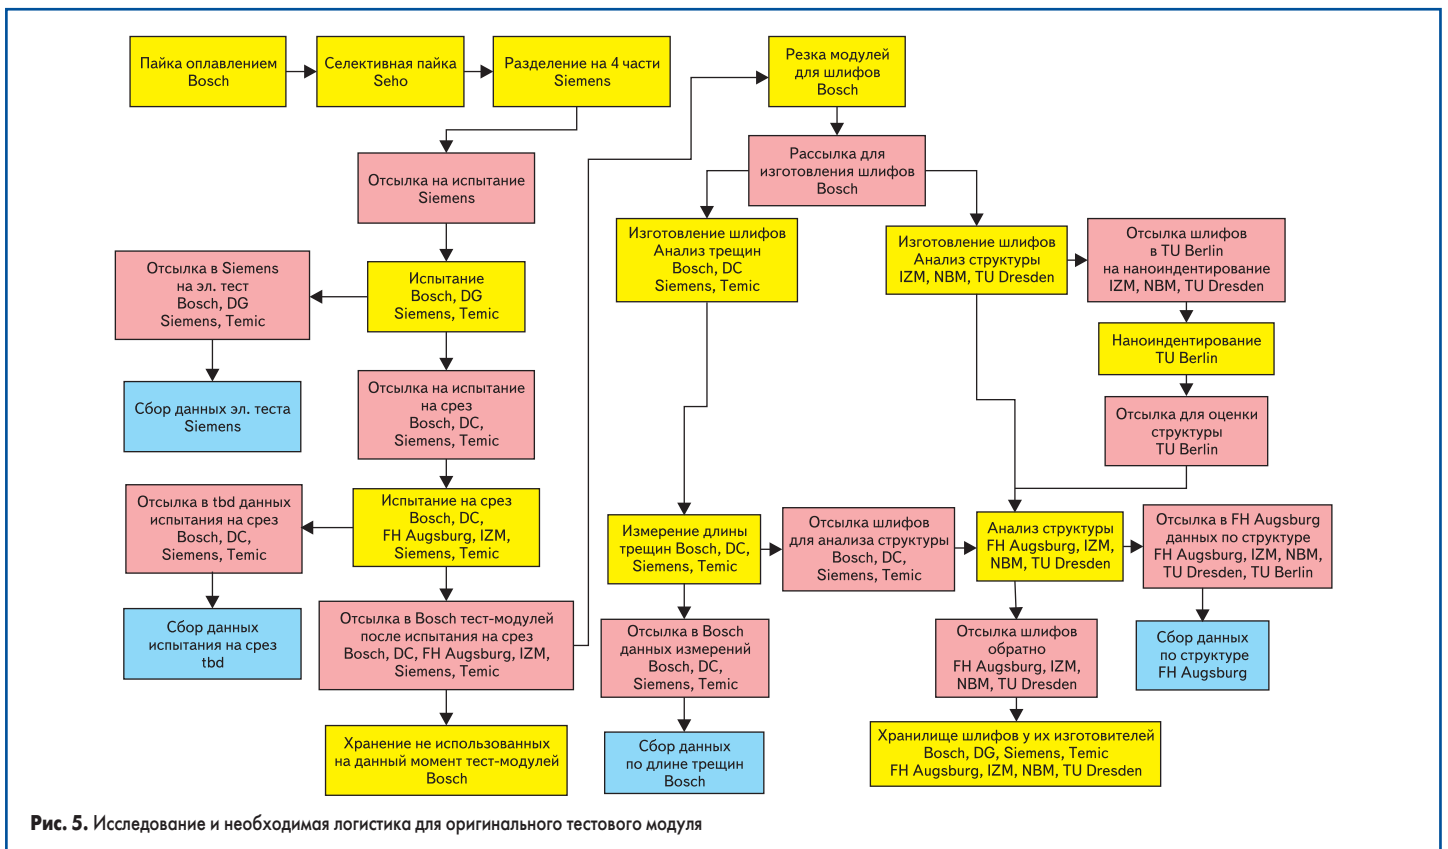 Пайка оплавлением
Bosch
Селективная пайка
Seho
Разделение на 4 части
Siemens
Резка модулей
для шлифов
Bosch
Отсылка на испытание
Siemens
Рассылка для
изготовления шлифов
Bosch
Отсылка в Siemens
на эл. тест
Bosch, DG
Siemens, Temic
Испытание
Bosch, DG
Siemens, Temic
Изготовление шлифов
Анализ трещин
Bosch, DC
Siemens, Temic
Изготовление шлифов
Анализ структуры
IZM, NBM, TU Dresden
Отсылка шлифов
в TU Berlin
на наноиндентирование
IZM, NBM, TU Dresden
Наноиндентирование
TU Berlin
Сбор данных эл. теста
Siemens
Отсылка на испытание
на срез
Bosch, DC,
Siemens, Temic
Отсылка для оценки
структуры
TU Berlin
Отсылка в tbd данных
испытания на срез
Bosch, DC,
Siemens, Temic
Испытание на срез
Bosch, DC,
FH Augsburg, IZM,
Siemens, Temic
Измерение длины
трещин Bosch, DC,
Siemens, Temic
Отсылка шлифов
для анализа структуры
Bosch, DC,
Siemens, Temic
Анализ структуры
FH Augsburg, IZM,
NBM, TU Dresden
Отсылка в FH Augsburg
данных по структуре
FH Augsburg, IZM, NBM,
TU Dresden, TU Berlin
Сбор данных
испытания на срез
tbd
Отсылка в Bosch тест-модулей
после испытания на срез
Bosch, DC, FH Augsburg, IZM,
Siemens, Temic
Отсылка в Bosch
данных измерений
Bosch, DC,
Siemens, Temic
Отсылка шлифов
обратно
FH Augsburg, IZM,
NBM, TU Dresden
Сбор данных
по структуре
FH Augsburg
Хранение не использованных
на данный момент тест-модулей
Bosch
Сбор данных
по длине трещин
Bosch
Хранилище шлифов у их изготовителей
Bosch, DG, Siemens, Temic
FH Augsburg, IZM, NBM, TU Dresden
Рис. 5. Исследование и необходимая логистика для оригинального тестового модуля